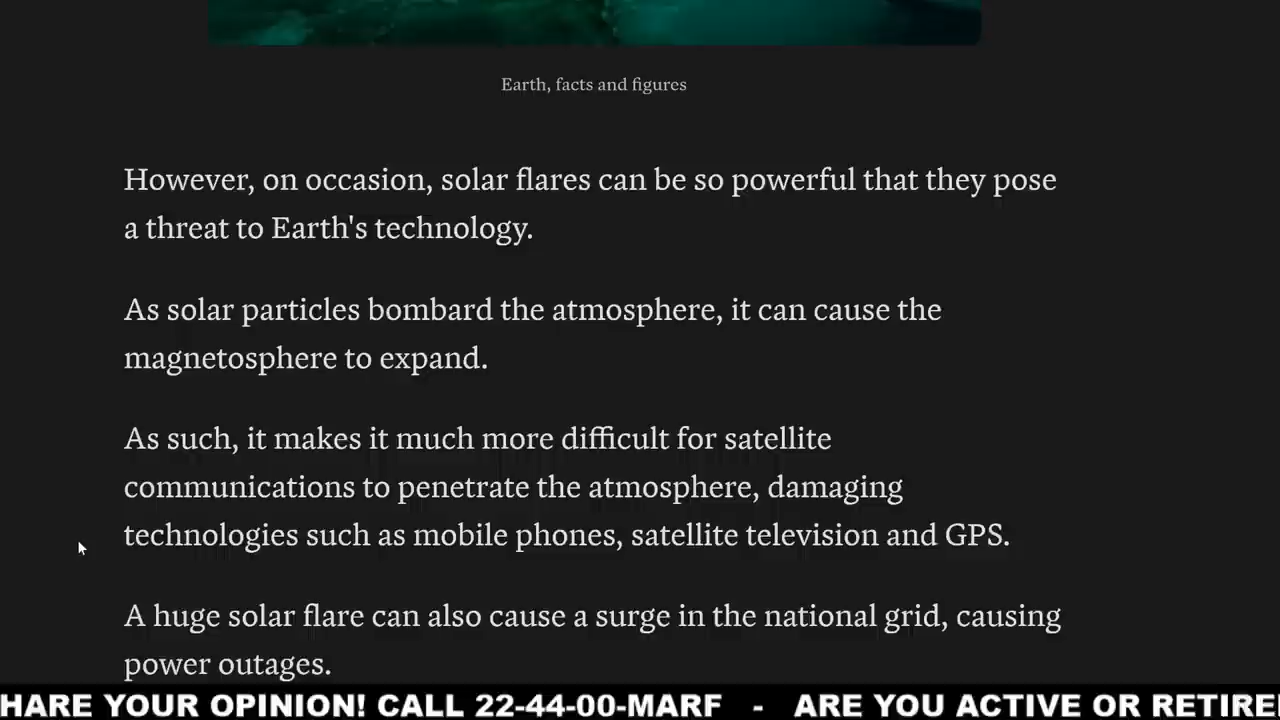 Earth, facts and figures
However, on occasion, solar flares can be so powerful that they pose
a threat to Earth's technology.
As solar particles bombard the atmosphere, it can cause the
magnetosphere to expand.
As such, it makes it much more difficult for satellite
communications to penetrate the atmosphere, damaging
technologies such as mobile phones, satellite television and GPS.
A huge solar flare can also cause a surge in the national grid, causing
power outages.
HARE YOUR OPINION! CALL 22-44-00-MARF - ARE YOU ACTIVE OR RETIRE